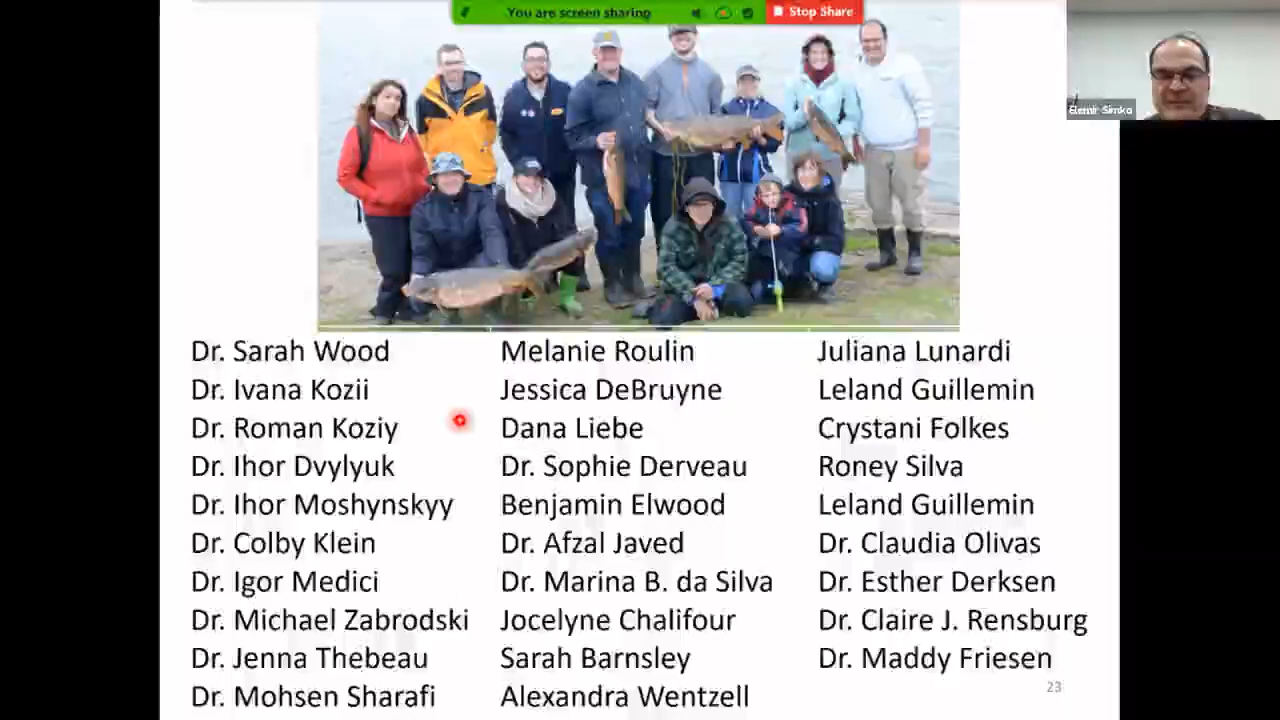 You are screen sharing
Stop Share
Elemir Simko
Dr. Sarah Wood
Dr. Ivana Kozii
Dr. Roman Koziy
Dr. Ihor Dvylyuk
Dr. Ihor Moshynskyy
Dr. Colby Klein
Dr. Igor Medici
Dr. Michael Zabrodski
Dr. Jenna Thebeau
Dr. Mohsen Sharafi
Melanie Roulin
Jessica DeBruyne
Dana Liebe
Dr. Sophie Derveau
Benjamin Elwood
Dr. Afzal Javed
Dr. Marina B. da Silva
Jocelyne Chalifour
Sarah Barnsley
Alexandra Wentzell
Juliana Lunardi
Leland Guillemin
Crystani Folkes
Roney Silva
Leland Guillemin
Dr. Claudia Olivas
Dr. Esther Derksen
Dr. Claire J. Rensburg
Dr. Maddy Friesen
23